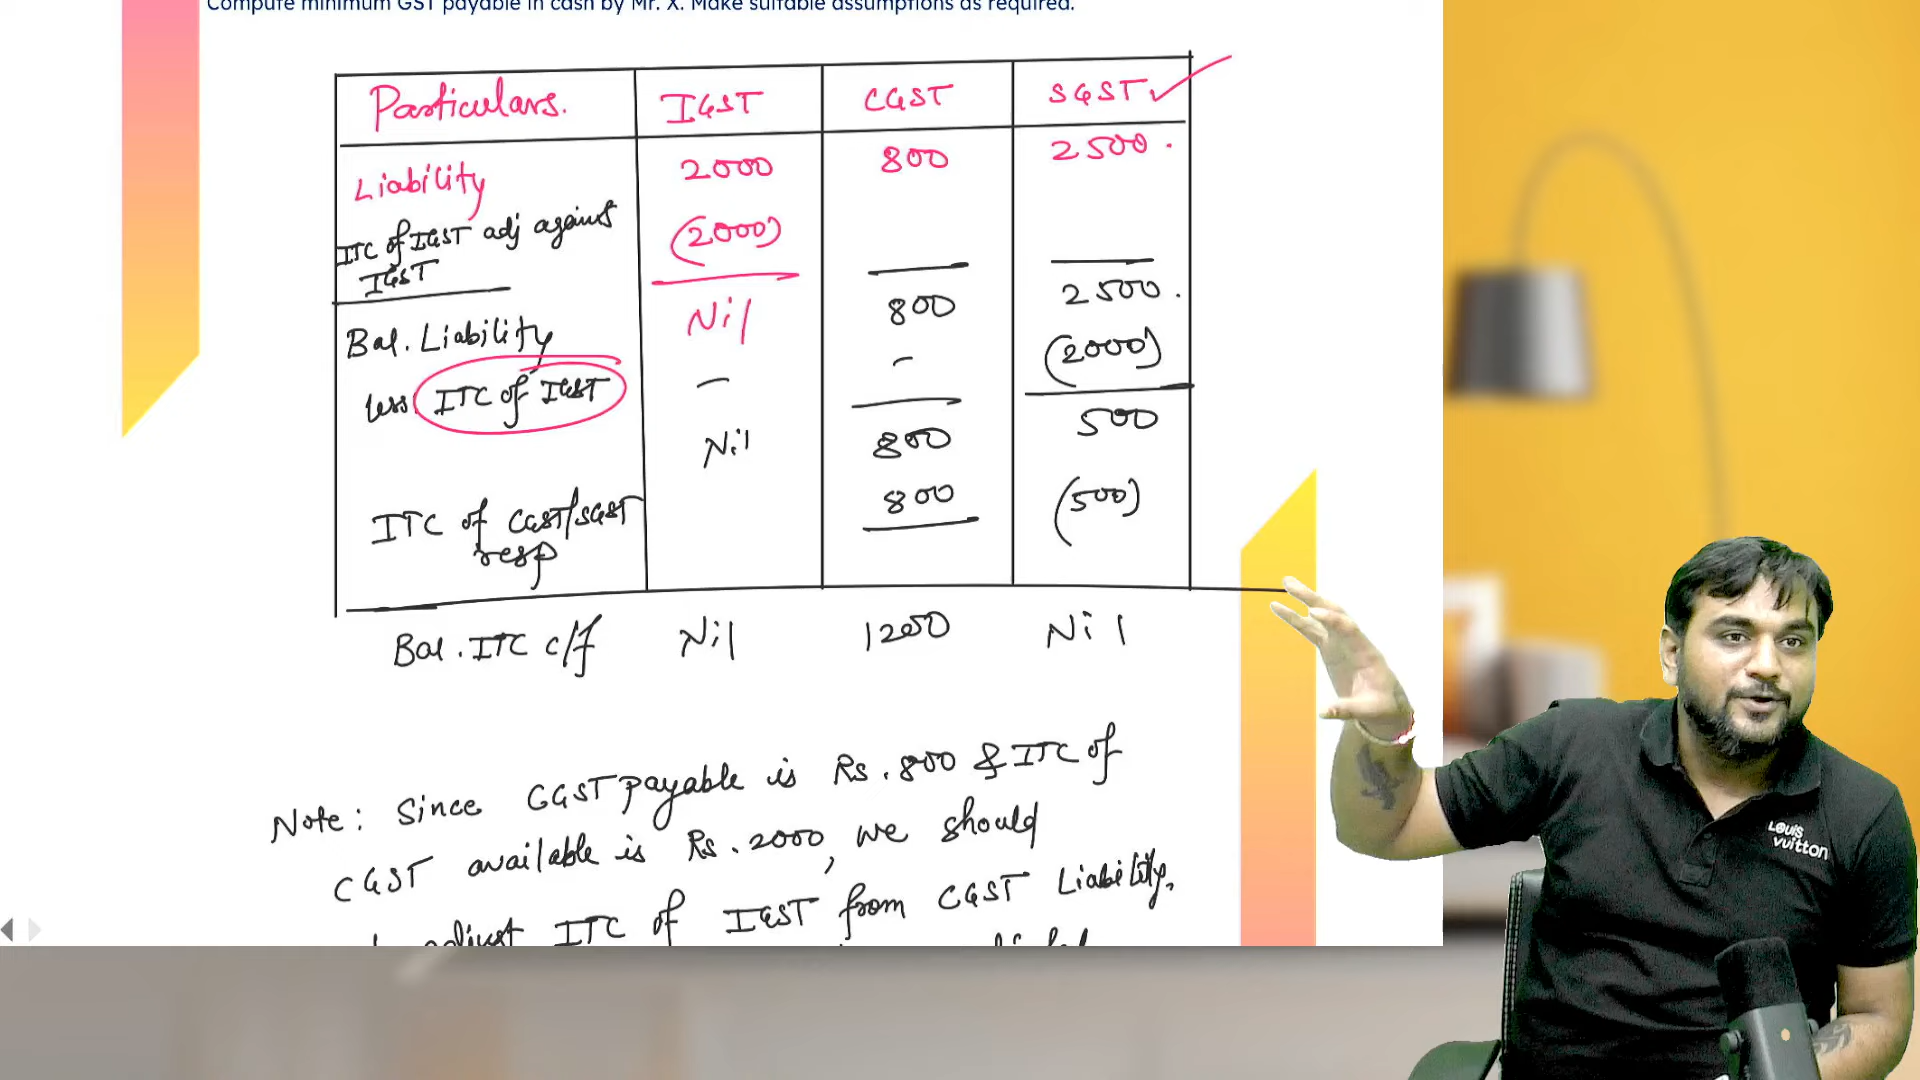 Compute minimum GST payable in cash by Mr. X. Make suitable assumptions as required.
Particulars. IGST CGST SGST
Liability 2000 800 2500.
ITC of IGST adj against (2000)
IGST
Bal. Liability Nil 800 2500.
less ITC of IGST — – (2000)
Nil 800 500
ITC of CGST/SGST 800 (500)
resp
Bal. ITC c/f Nil 1200 Nil
Note: Since CGST payable is Rs. 800 & ITC of
CGST available is Rs. 2000, we should
adjust ITC of IGST from CGST Liability.
Louis
Vuitton